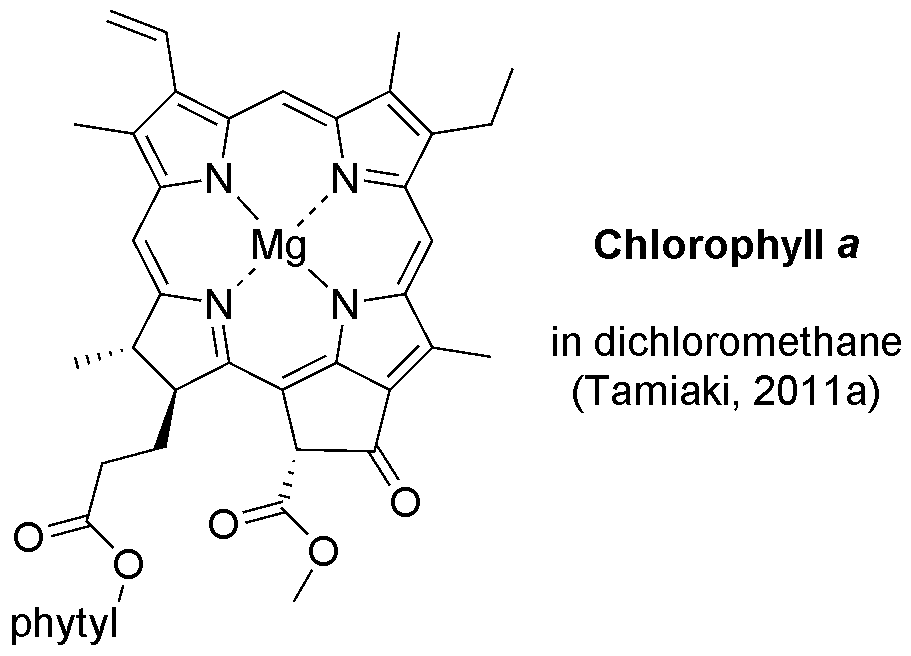 N
N
Mg
Chlorophyll a
N
N
in dichloromethane
(Tamiaki, 2011a)
O
O
O
O
O
phytyl